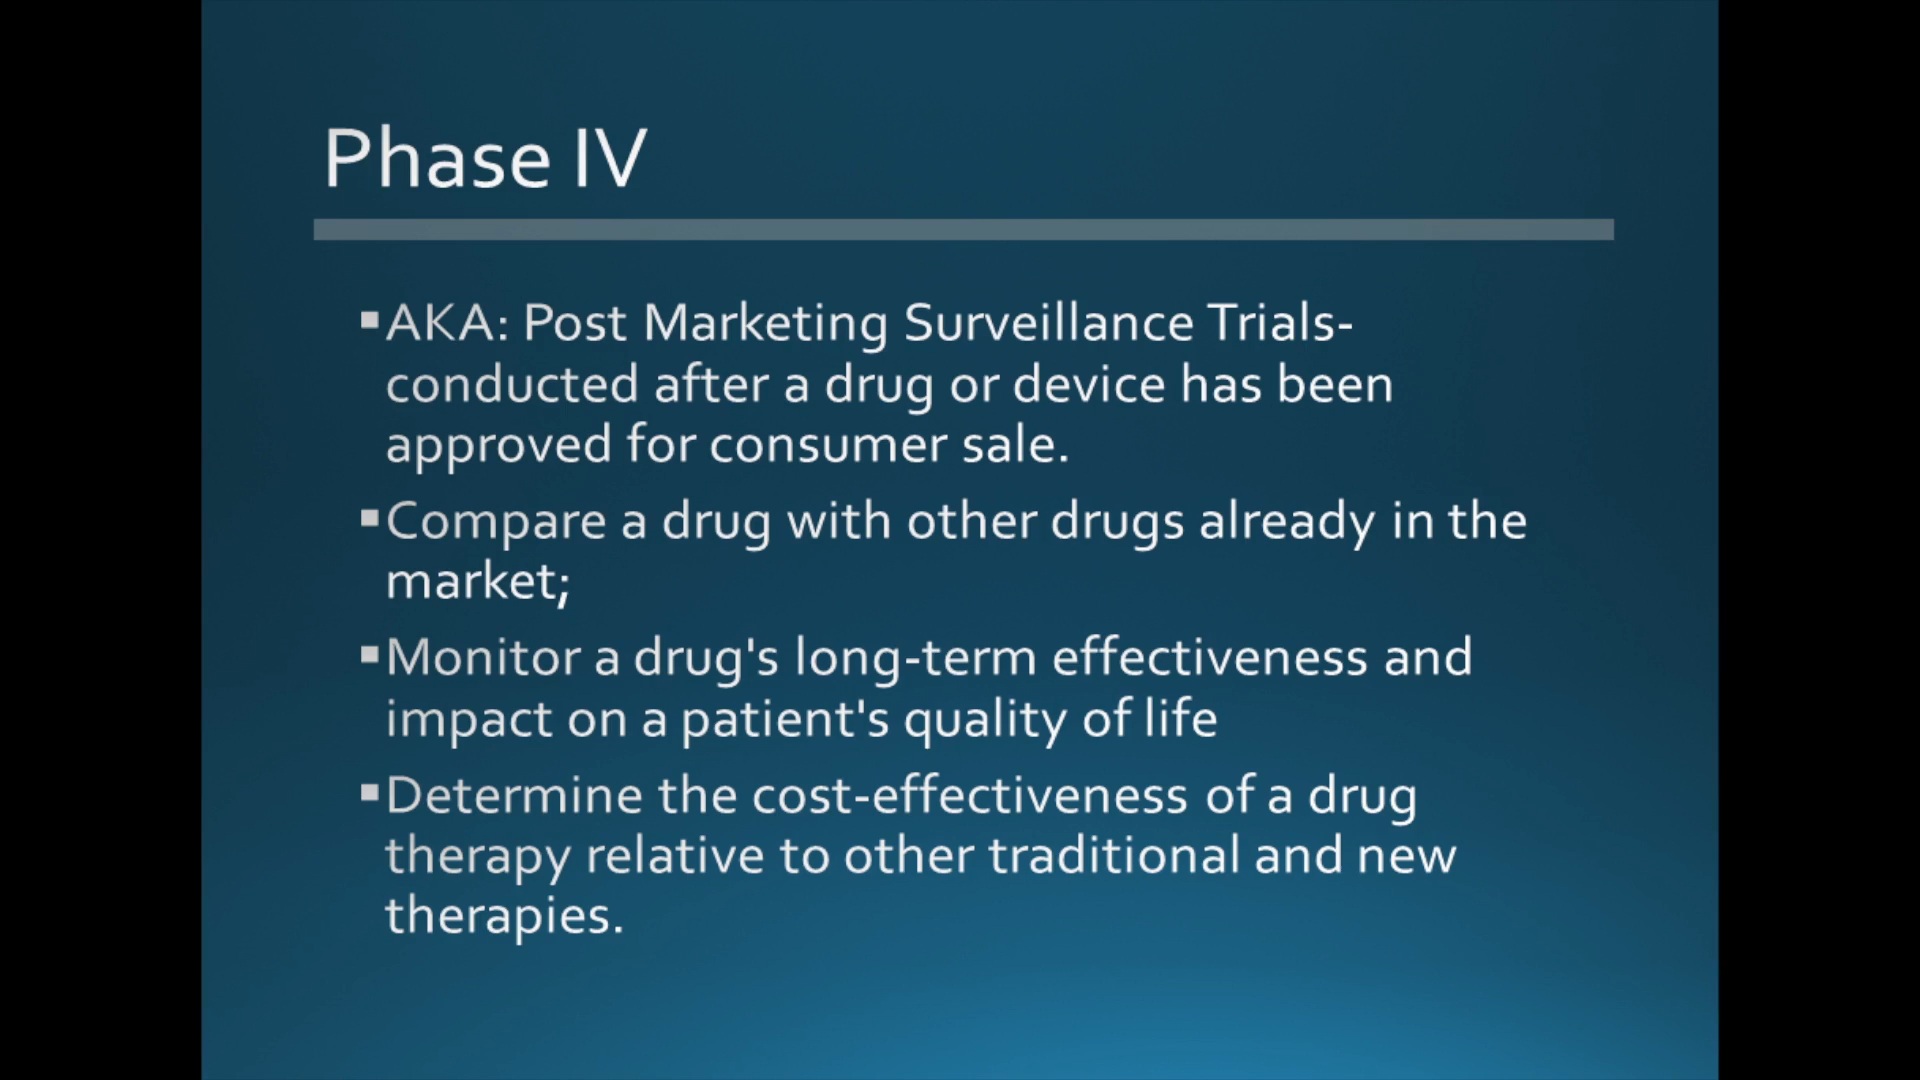 Phase IV
▪AKA: Post Marketing Surveillance Trials-
conducted after a drug or device has been
approved for consumer sale.
▪Compare a drug with other drugs already in the
market;
▪Monitor a drug's long-term effectiveness and
impact on a patient's quality of life
▪Determine the cost-effectiveness of a drug
therapy relative to other traditional and new
therapies.